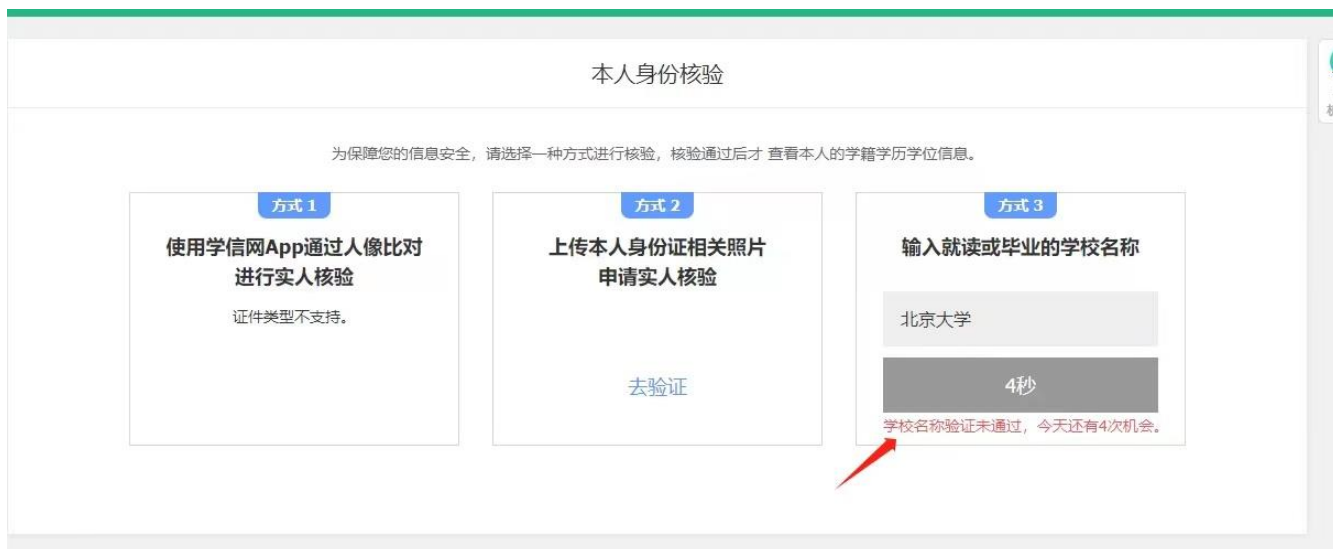 本人身份核验
为保障您的信息安全，请选择一种方式进行核验，核验通过后才 查看本人的学籍学历学位信息。
方式 1
使用学信网App通过人像比对
进行实人核验
证件类型不支持。
方式 2
上传本人身份证相关照片
申请实人核验
去验证
方式 3
输入就读或毕业的学校名称
北京大学
4秒
学校名称验证未通过，今天还有4次机会。